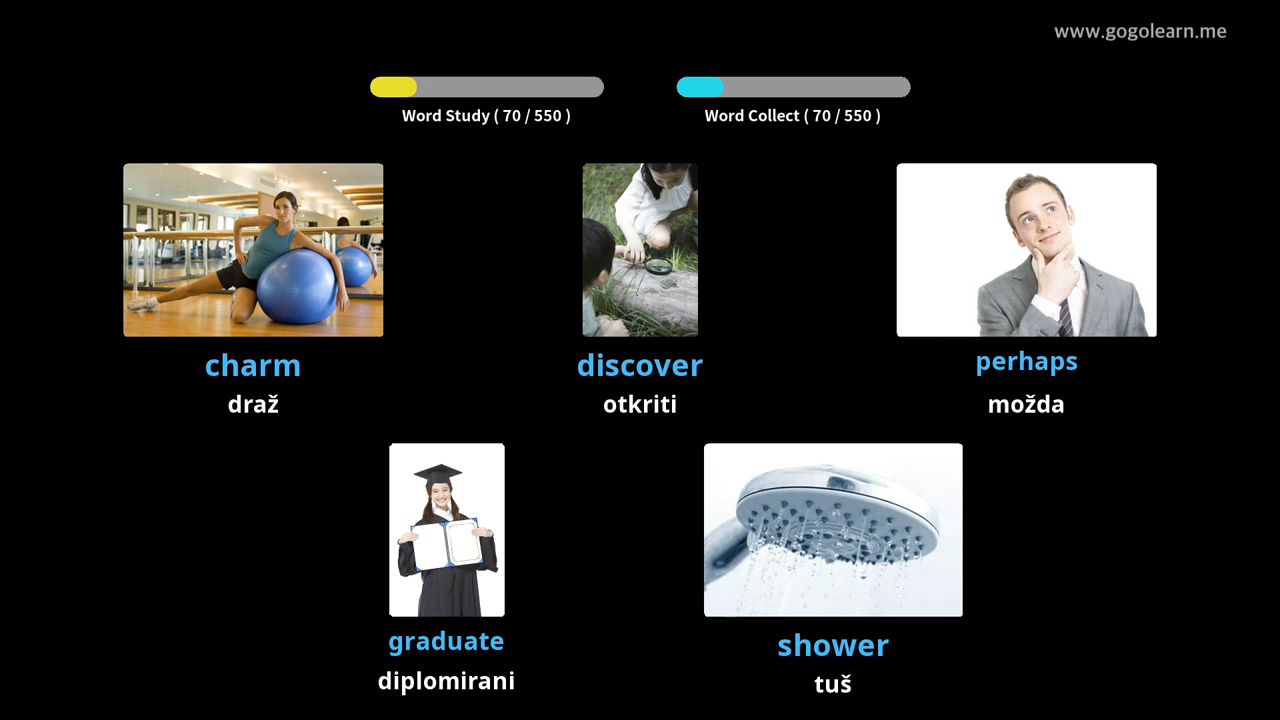 www.gogolearn.me
Word Study ( 70 / 550 )
Word Collect ( 70 / 550 )
charm
draž
discover
otkriti
perhaps
možda
graduate
diplomirani
shower
tuš